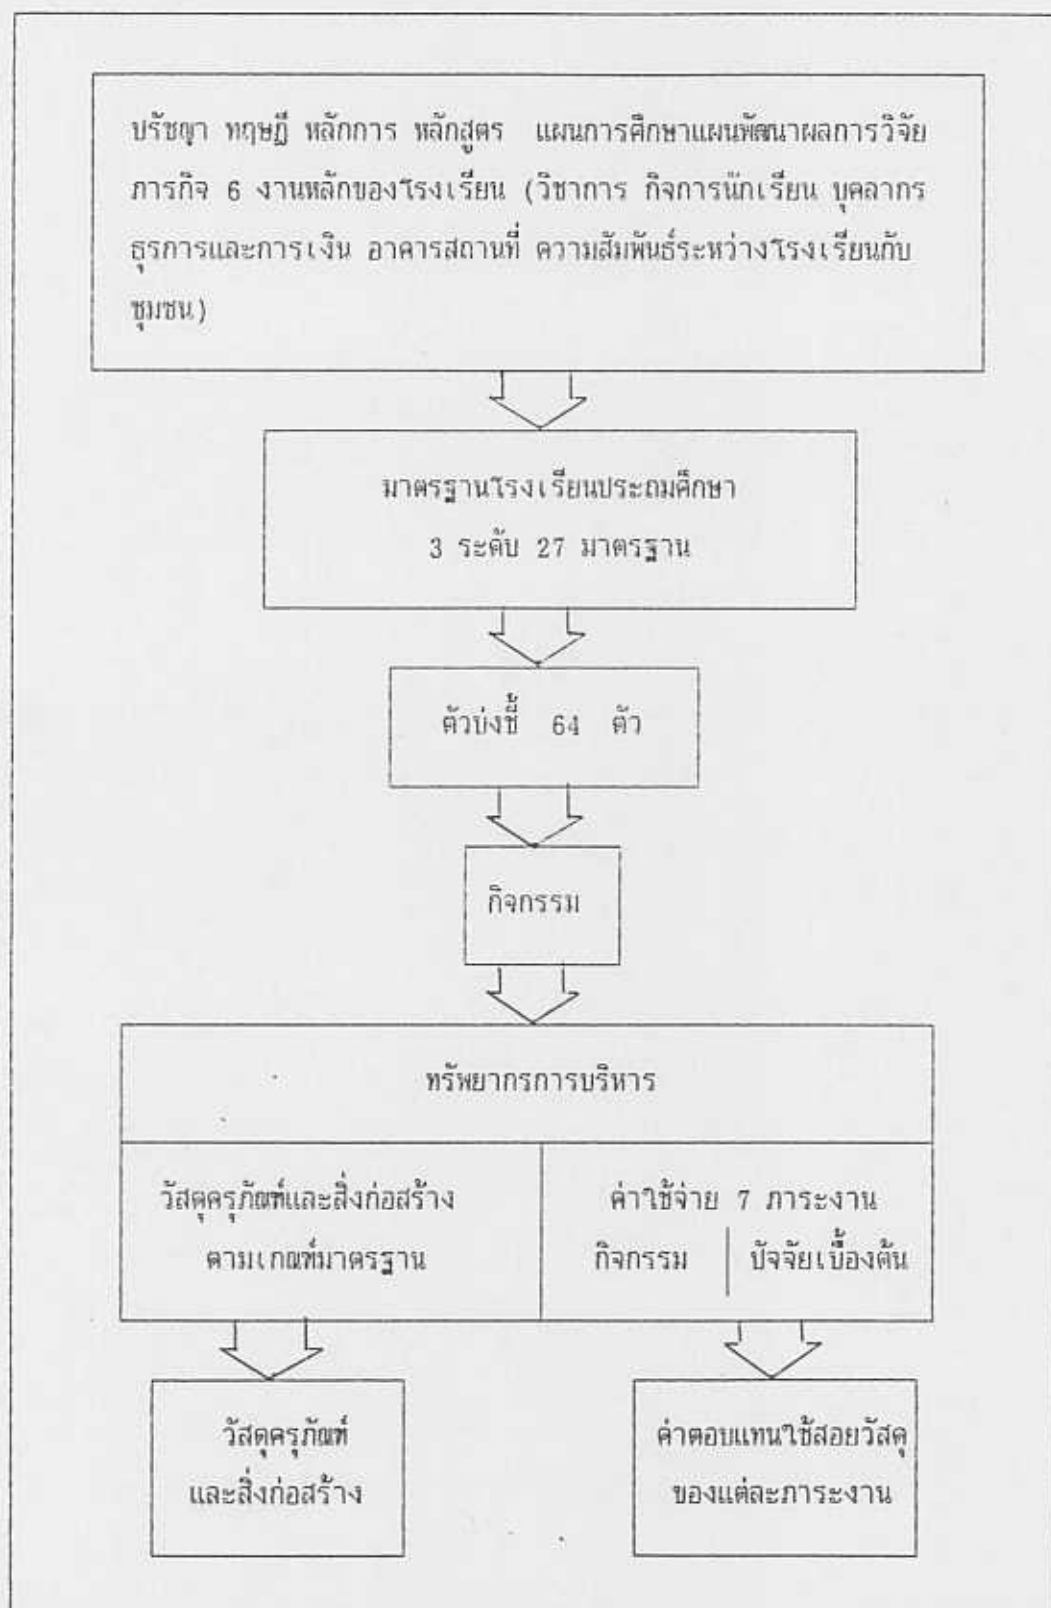 ปรัชญา ทฤษฎี หลักการ หลักสูตร แผนการศึกษาแผนพัฒนาผลการวิจัย
ภารกิจ 6 งานหลักของโรงเรียน (วิชาการ กิจการนักเรียน บุคลากร
ธุรการและการเงิน อาคารสถานที่ ความสัมพันธ์ระหว่างโรงเรียนกับ
ชุมชน)
มาตรฐานโรงเรียนประถมศึกษา
3 ระดับ 27 มาตรฐาน
ตัวบ่งชี้ 64 ตัว
กิจกรรม
ทรัพยากรการบริหาร
วัสดุครุภัณฑ์และสิ่งก่อสร้าง
ตามเกณฑ์มาตรฐาน
ค่าใช้จ่าย 7 ภาระงาน
กิจกรรม ปัจจัยเบื้องต้น
วัสดุครุภัณฑ์
และสิ่งก่อสร้าง
ค่าตอบแทนใช้สอยวัสดุ
ของแต่ละภาระงาน